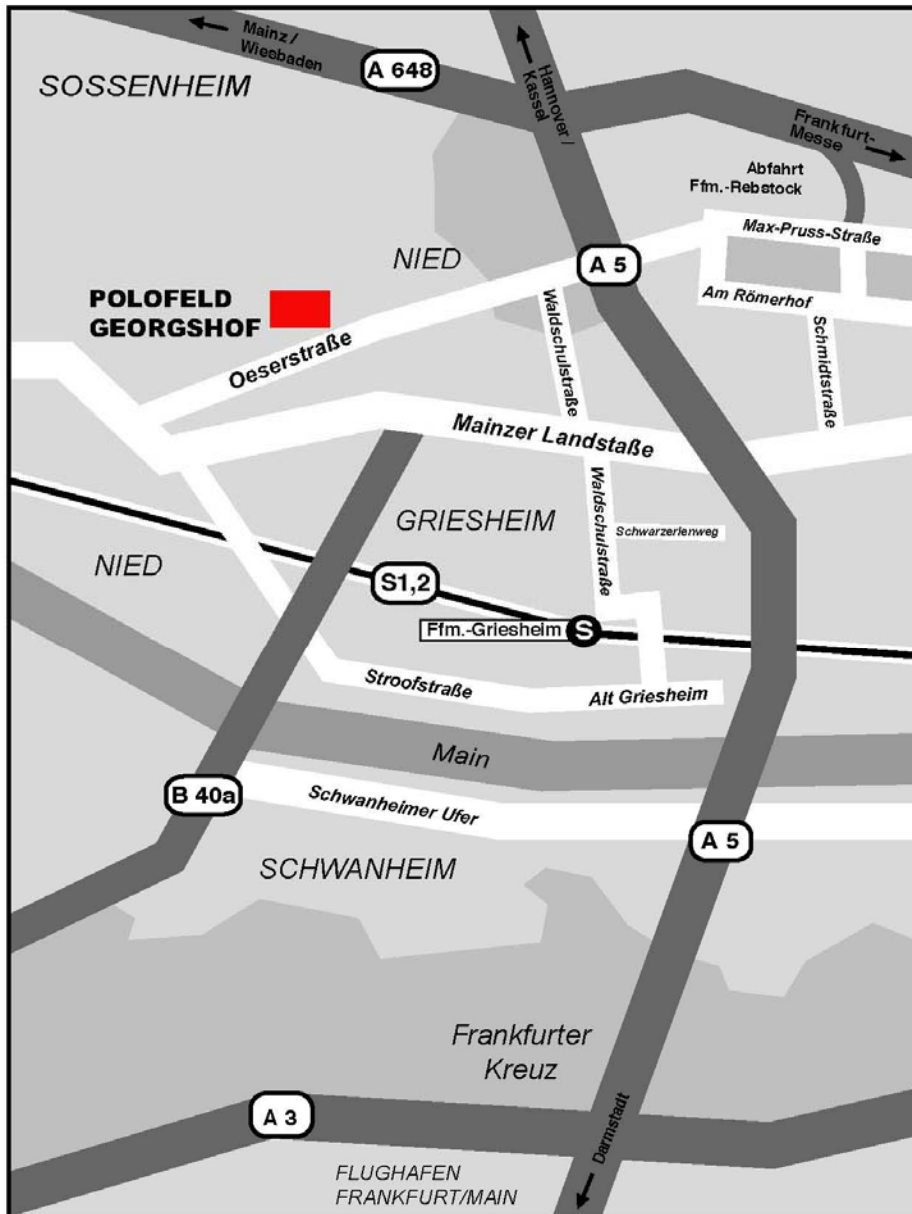 Mainz /
Wiesbaden
A 648
Hannover /
Kassel
SOSSENHEIM
Frankfurt-
Messe
Abfahrt
Ffm.-Rebstock
Max-Pruss-Straße
NIED
A 5
POLOFELD
GEORGSHOF
Am Römerhof
Oeserstraße
Waldschulstraße
Schmidtstraße
Mainzer Landstaße
Waldschulstraße
GRIESHEIM
Schwarzerlenweg
NIED
S1,2
Ffm.-Griesheim
S
Stroofstraße
Alt Griesheim
Main
B 40a
Schwanheimer Ufer
A 5
SCHWANHEIM
Frankfurter
Kreuz
A 3
Darmstadt
FLUGHAFEN
FRANKFURT/MAIN